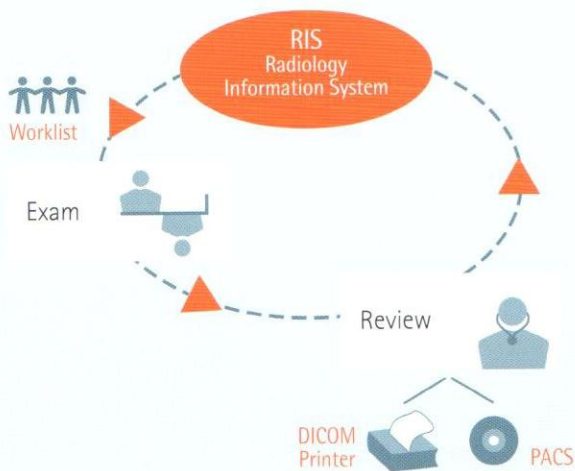 RIS
Radiology
Information System
Worklist
Exam
Review
DICOM
Printer
PACS